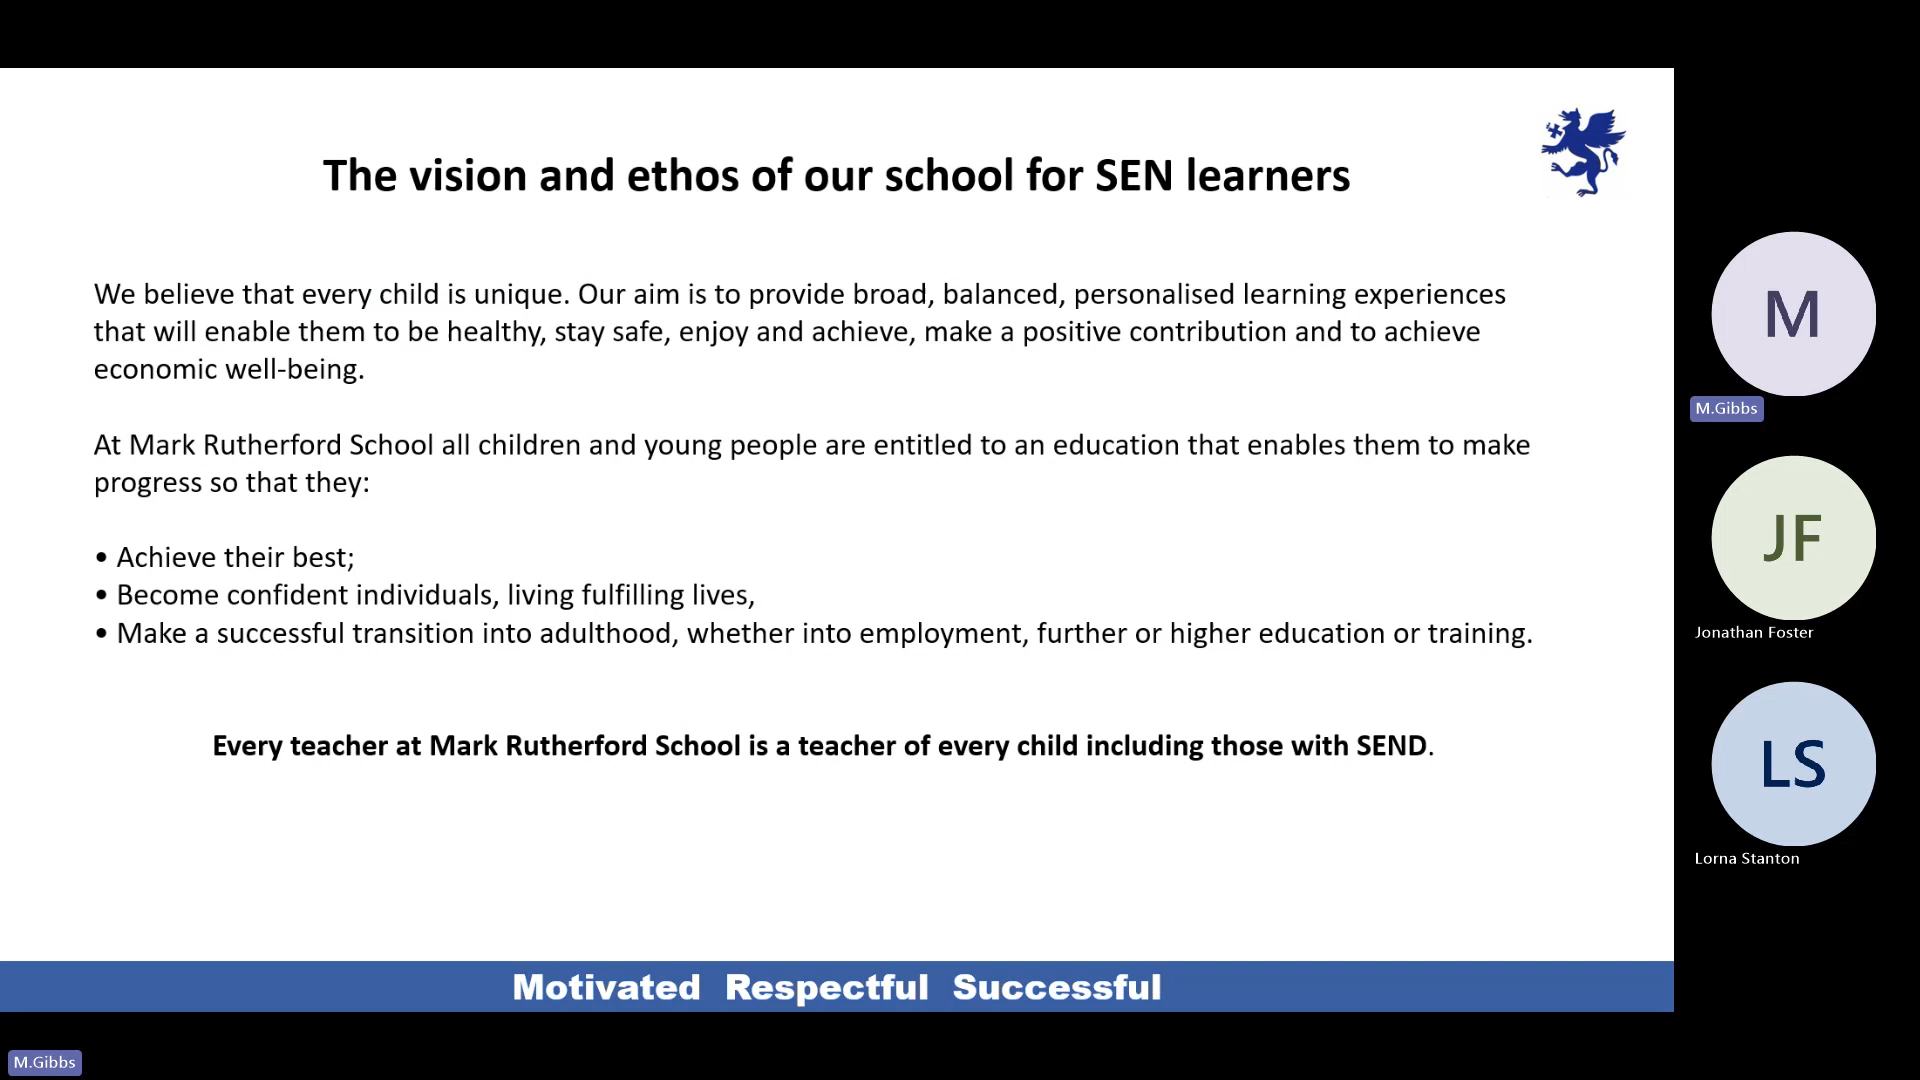 The vision and ethos of our school for SEN learners
We believe that every child is unique. Our aim is to provide broad, balanced, personalised learning experiences
that will enable them to be healthy, stay safe, enjoy and achieve, make a positive contribution and to achieve
economic well-being.
At Mark Rutherford School all children and young people are entitled to an education that enables them to make
progress so that they:
• Achieve their best;
• Become confident individuals, living fulfilling lives,
• Make a successful transition into adulthood, whether into employment, further or higher education or training.
Every teacher at Mark Rutherford School is a teacher of every child including those with SEND.
Motivated Respectful Successful
M
M.Gibbs
JF
Jonathan Foster
LS
Lorna Stanton
M.Gibbs